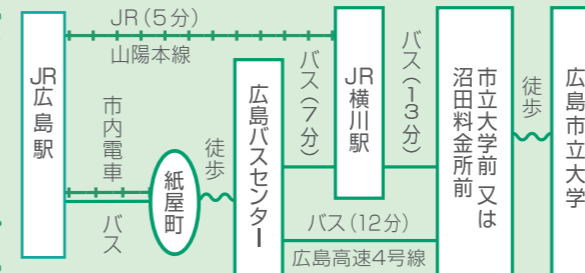 JR広島駅
JR(5分)
山陽本線
市内電車
バス
紙屋町
徒歩
広島バスセンター
バス(7分)
JR横川駅
バス(13分)
バス(12分)
広島高速4号線
市立大学前 又は
沼田料金所前
徒歩
広島市立大学